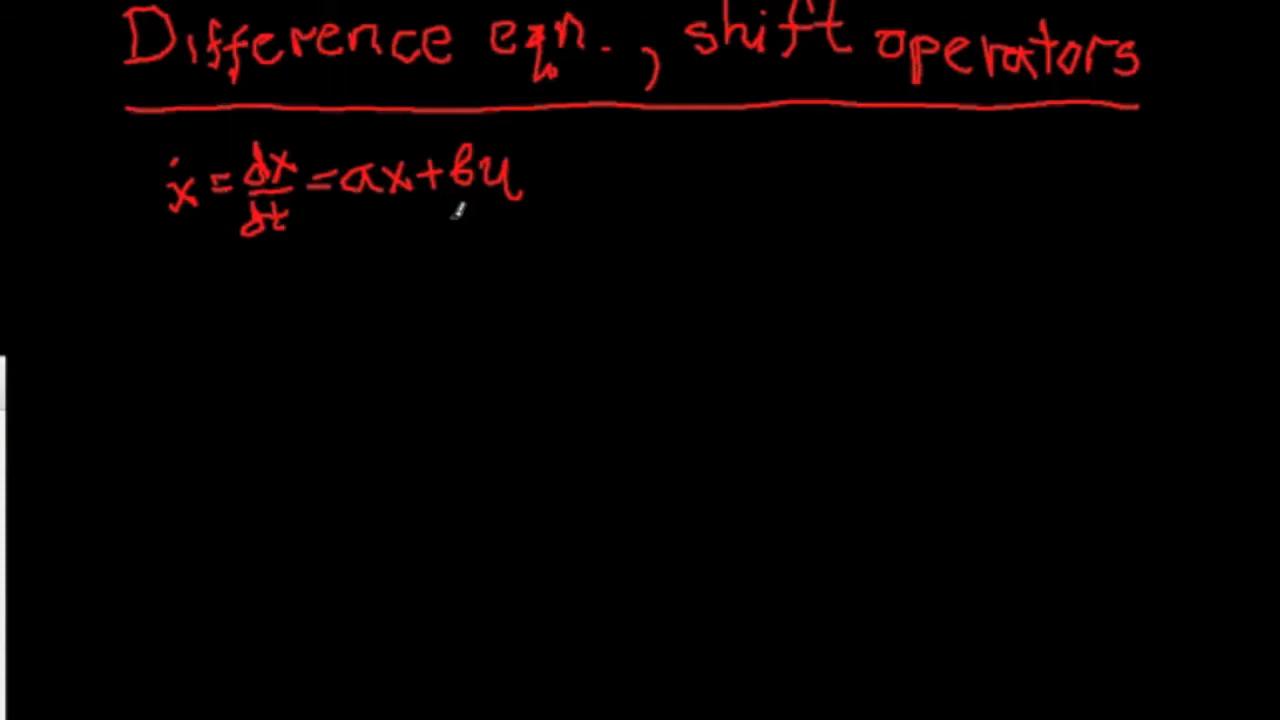 Difference eqn., shift operators
ẋ = dx/dt = ax + bu